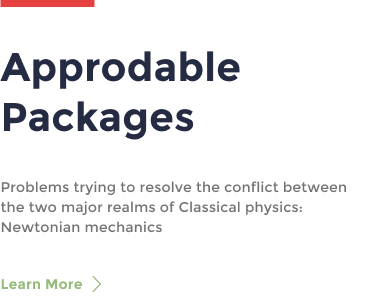 Approdable
Packages
Problems trying to resolve the conflict between
the two major realms of Classical physics:
Newtonian mechanics
Learn More